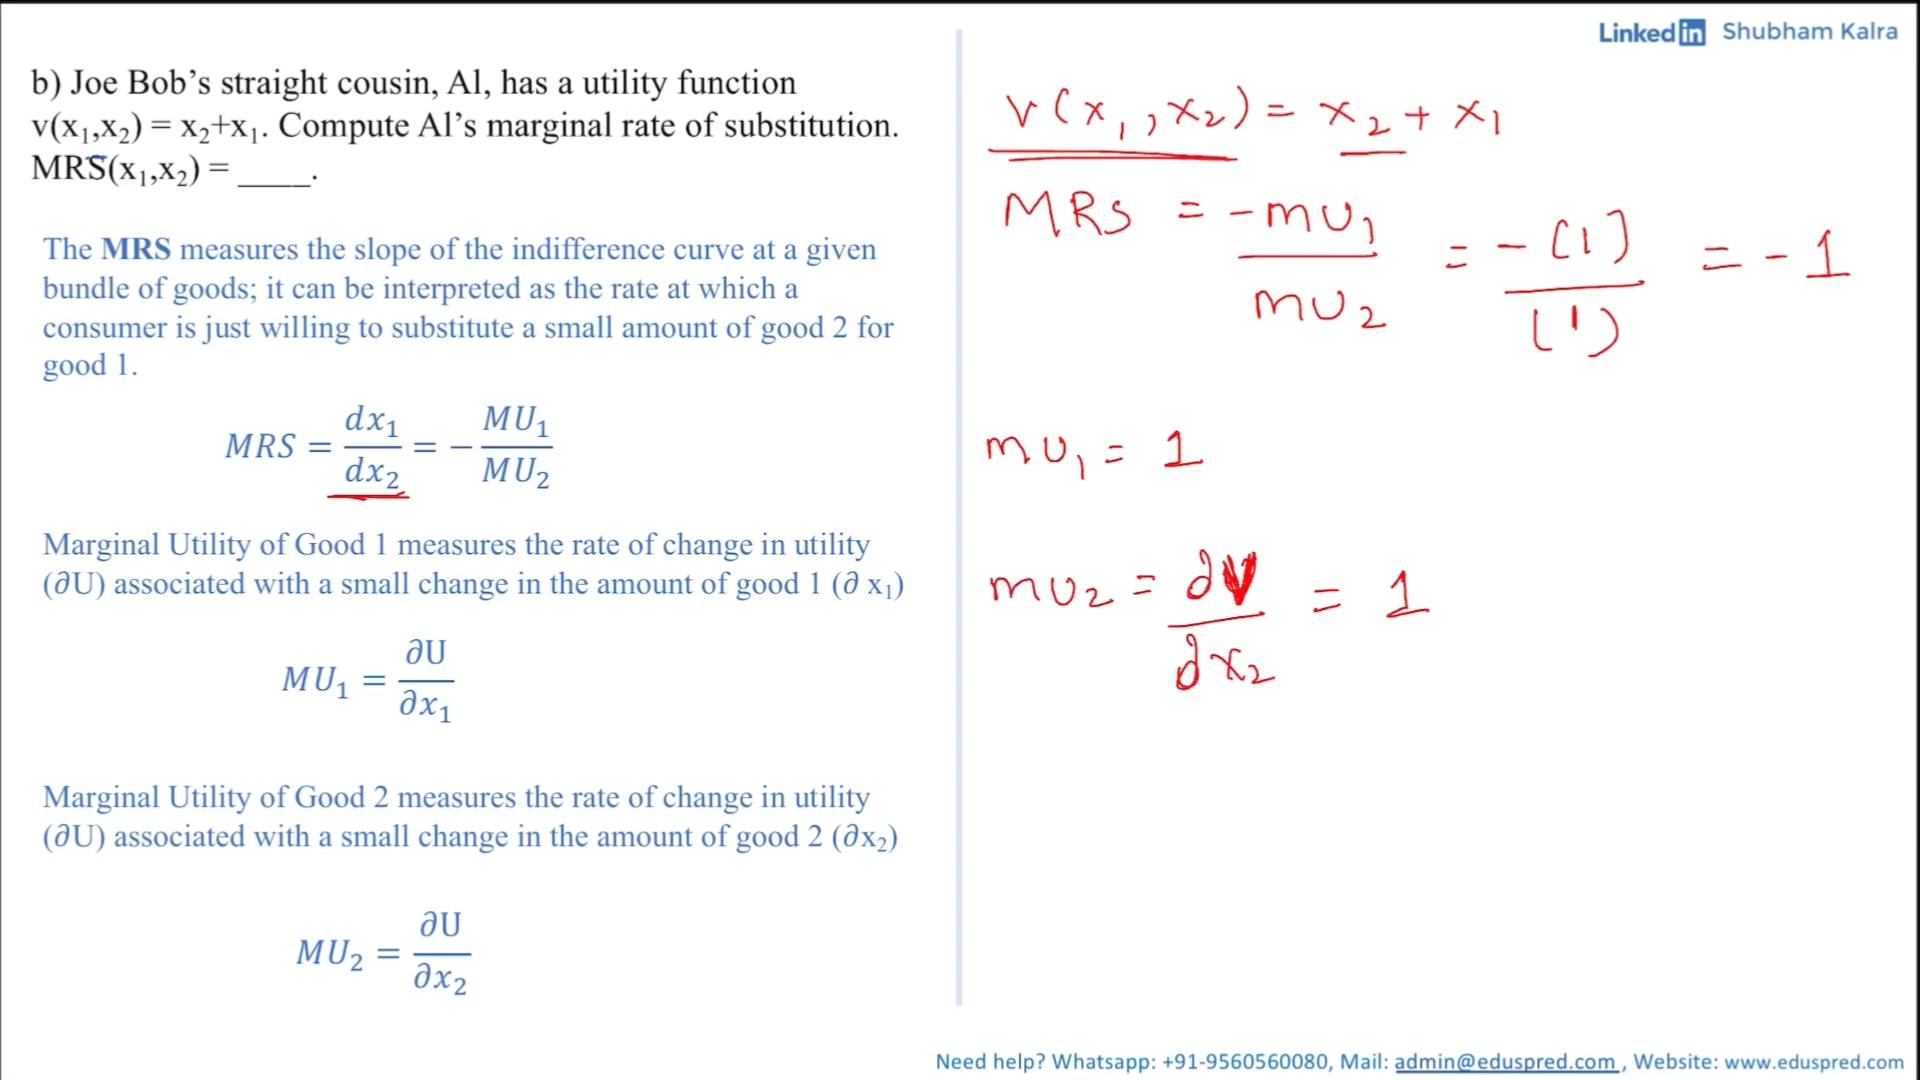 Linked in Shubham Kalra
b) Joe Bob’s straight cousin, Al, has a utility function
v(x₁,x₂) = x₂+x₁. Compute Al’s marginal rate of substitution.
MRS(x₁,x₂) = ____.
The MRS measures the slope of the indifference curve at a given
bundle of goods; it can be interpreted as the rate at which a
consumer is just willing to substitute a small amount of good 2 for
good 1.
MRS = dx₁/dx₂ = − MU₁/MU₂
Marginal Utility of Good 1 measures the rate of change in utility
(∂U) associated with a small change in the amount of good 1 (∂ x₁)
MU₁ = ∂U/∂x₁
Marginal Utility of Good 2 measures the rate of change in utility
(∂U) associated with a small change in the amount of good 2 (∂x₂)
MU₂ = ∂U/∂x₂
v(x₁,x₂) = x₂ + x₁
MRS = -MU₁/MU₂ = -(1)/(1) = -1
MU₁ = 1
MU₂ = ∂V/∂x₂ = 1
Need help? Whatsapp: +91-9560560080, Mail: admin@eduspred.com , Website: www.eduspred.com